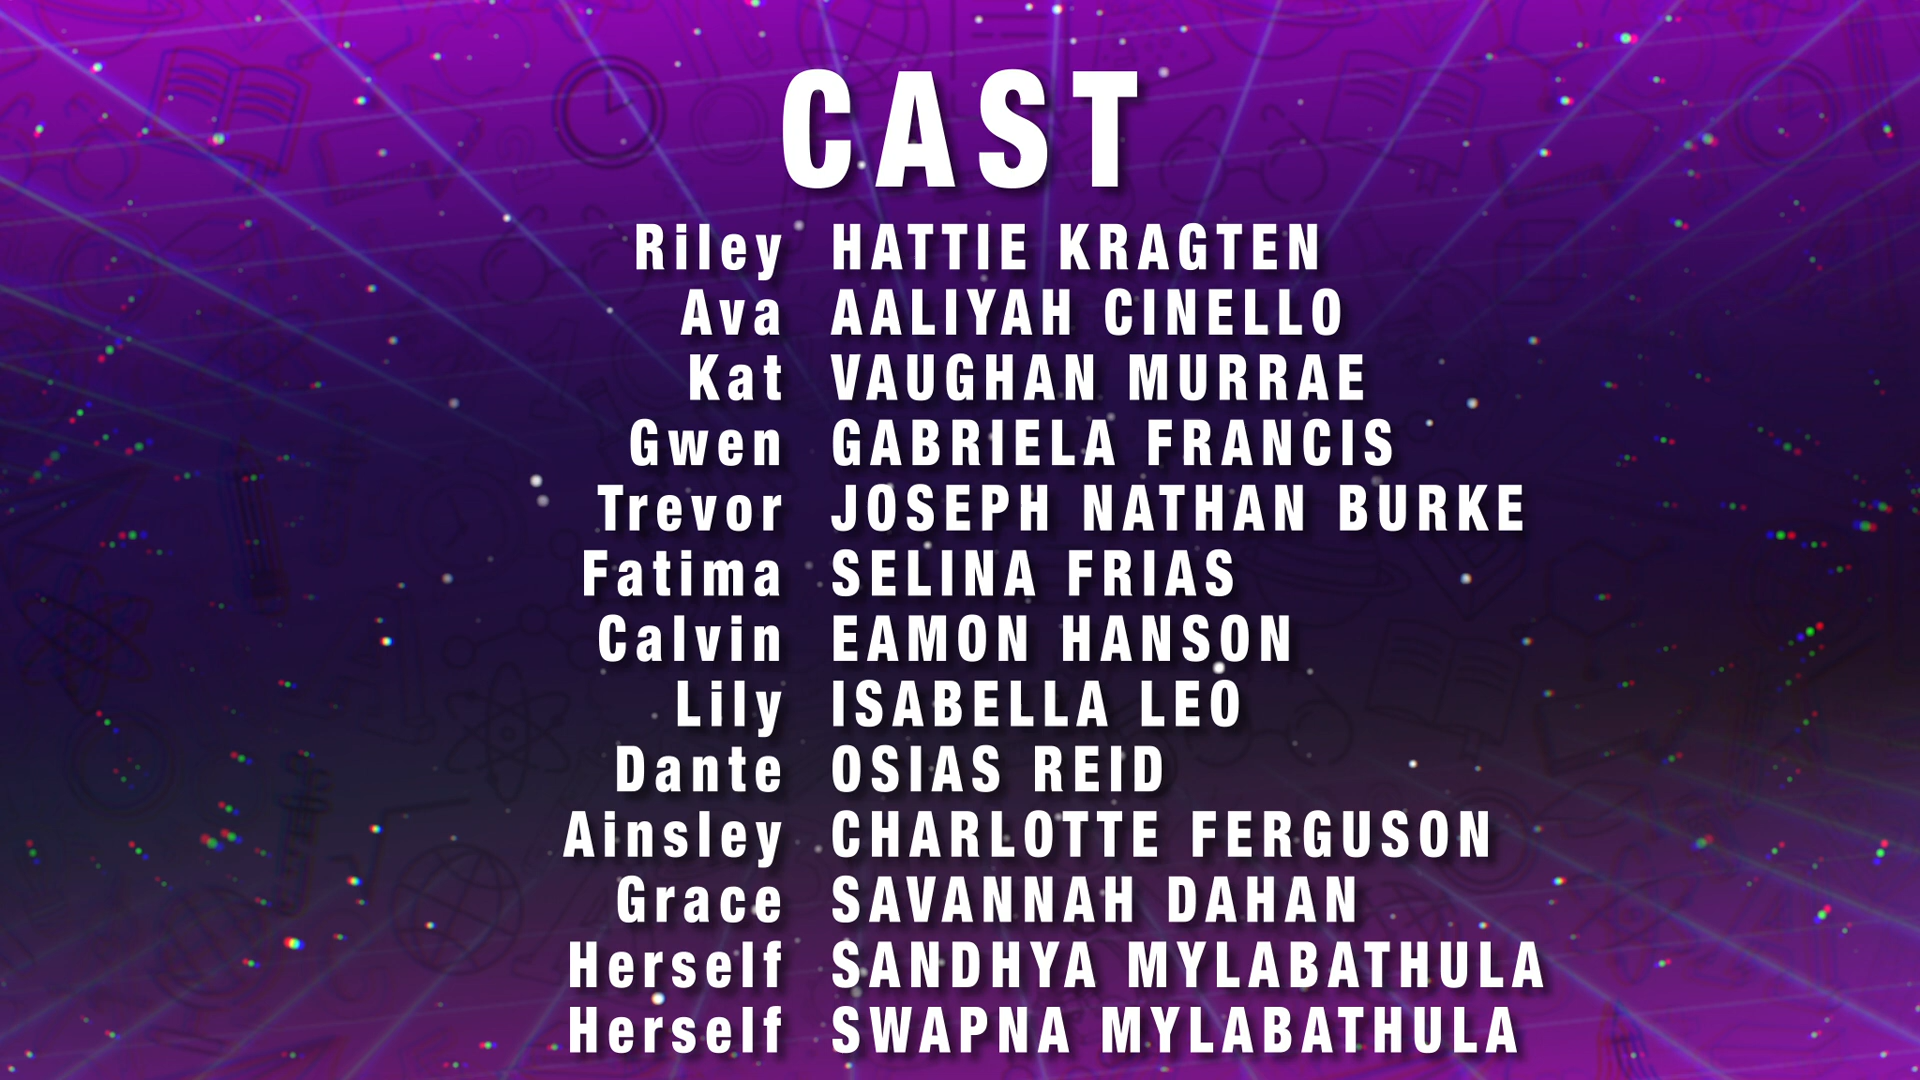 CAST
Riley HATTIE KRAGTEN
Ava AALIYAH CINELLO
Kat VAUGHAN MURRAE
Gwen GABRIELA FRANCIS
Trevor JOSEPH NATHAN BURKE
Fatima SELINA FRIAS
Calvin EAMON HANSON
Lily ISABELLA LEO
Dante OSIAS REID
Ainsley CHARLOTTE FERGUSON
Grace SAVANNAH DAHAN
Herself SANDHYA MYLABATHULA
Herself SWAPNA MYLABATHULA